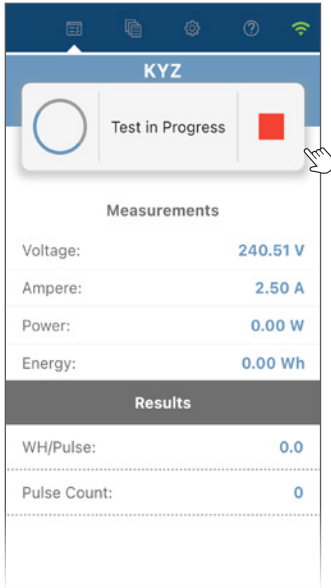 KYZ
Test in Progress
Measurements
Voltage: 240.51 V
Ampere: 2.50 A
Power: 0.00 W
Energy: 0.00 Wh
Results
WH/Pulse: 0.0
Pulse Count: 0